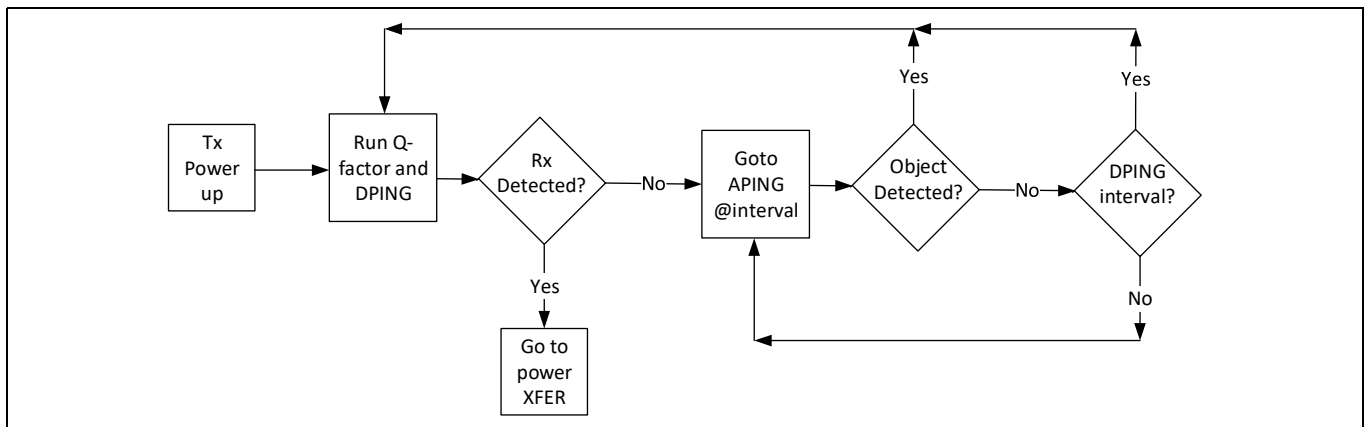 Yes
Yes
Tx
Power
up
Run Q-
factor and
DPING
Rx
Detected?
No
Goto
APING
@interval
Object
Detected?
No
DPING
interval?
Yes
No
Go to
power
XFER